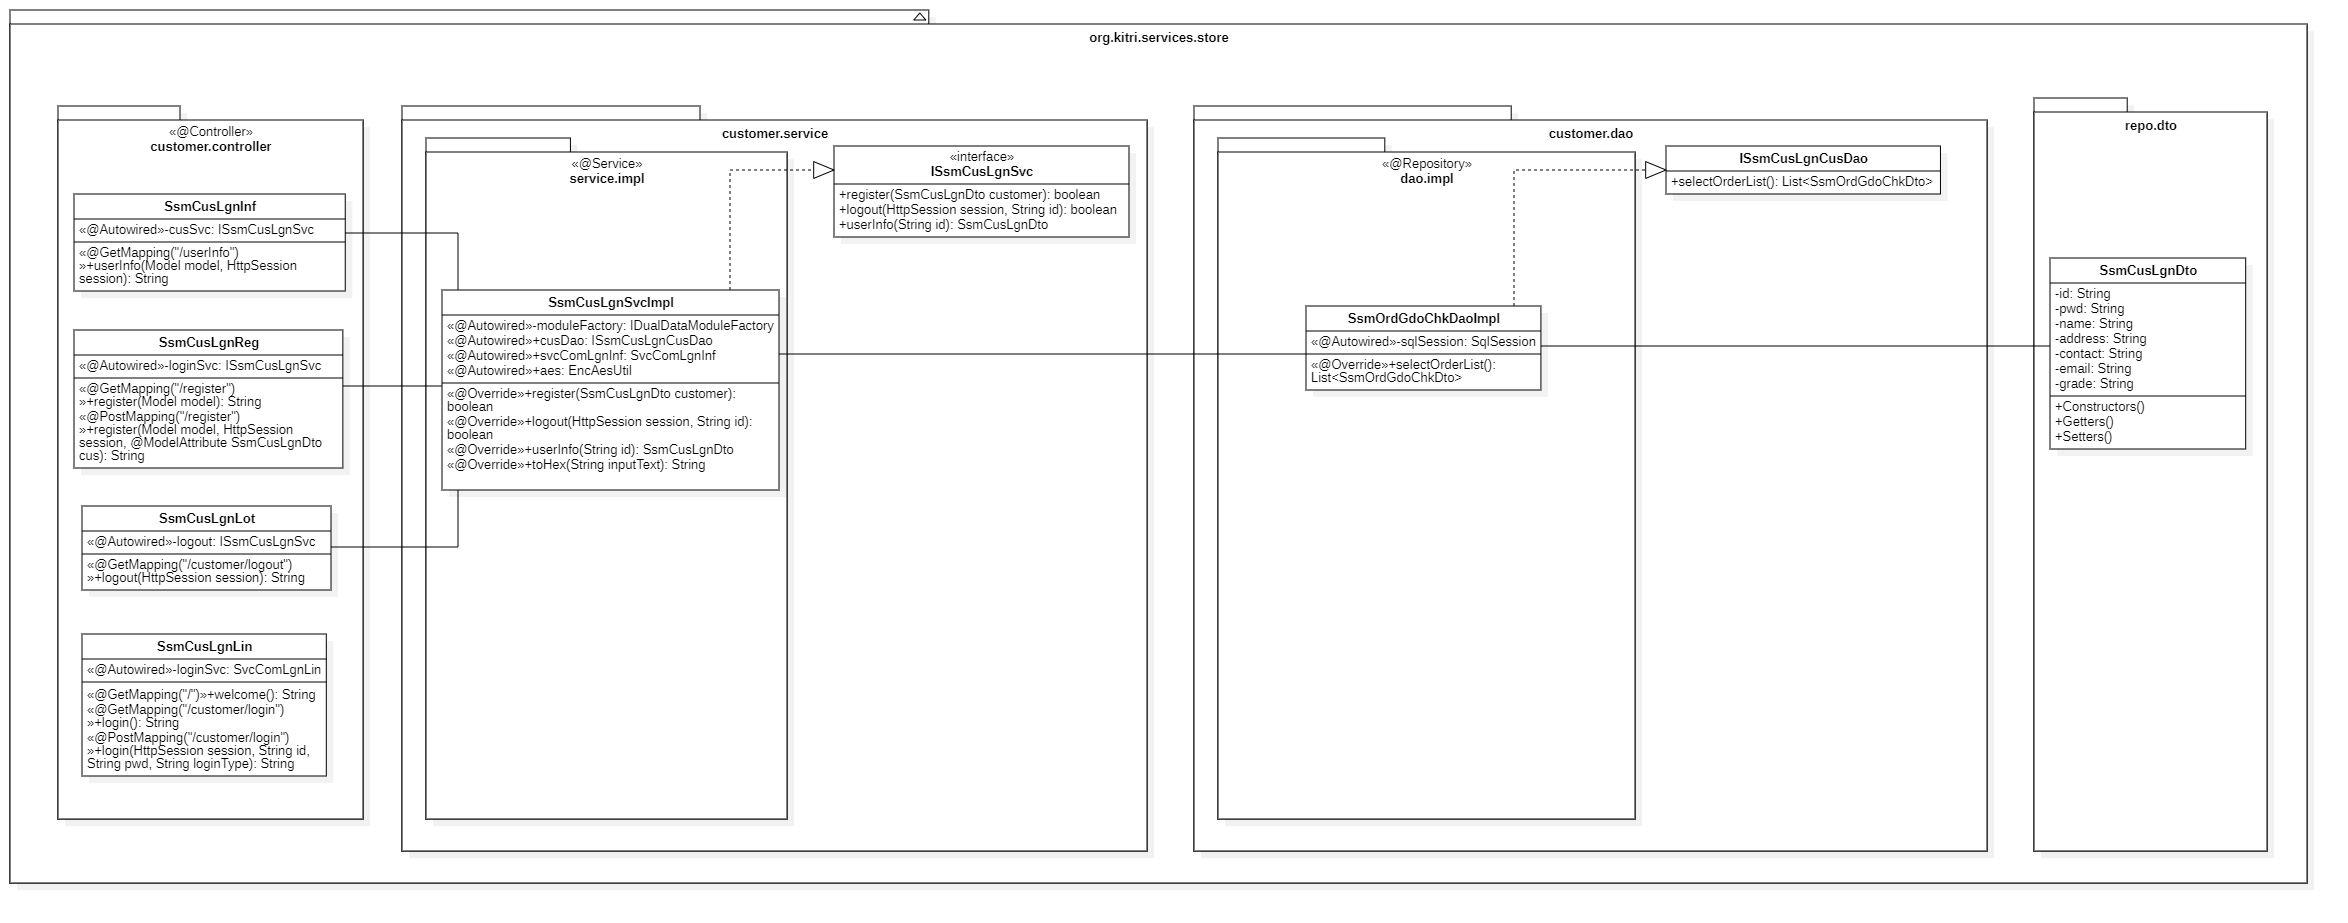 org.kitri.services.store
«@Controller»
customer.controller
SsmCusLgnInf
«@Autowired»-cusSvc: ISsmCusLgnSvc
«@GetMapping("/userInfo")
»+userInfo(Model model, HttpSession
session): String
SsmCusLgnReg
«@Autowired»-loginSvc: ISsmCusLgnSvc
«@GetMapping("/register")
»+register(Model model): String
«@PostMapping("/register")
»+register(Model model, HttpSession
session, @ModelAttribute SsmCusLgnDto
cus): String
SsmCusLgnLot
«@Autowired»-logout: ISsmCusLgnSvc
«@GetMapping("/customer/logout")
»+logout(HttpSession session): String
SsmCusLgnLin
«@Autowired»-loginSvc: SvcComLgnLin
«@GetMapping("/")»+welcome(): String
«@GetMapping("/customer/login")
»+login(): String
«@PostMapping("/customer/login")
»+login(HttpSession session, String id,
String pwd, String loginType): String
customer.service
«@Service»
service.impl
«interface»
ISsmCusLgnSvc
+register(SsmCusLgnDto customer): boolean
+logout(HttpSession session, String id): boolean
+userInfo(String id): SsmCusLgnDto
SsmCusLgnSvcImpl
«@Autowired»-moduleFactory: IDualDataModuleFactory
«@Autowired»+cusDao: ISsmCusLgnCusDao
«@Autowired»+svcComLgnInf: SvcComLgnInf
«@Autowired»+aes: EncAesUtil
«@Override»+register(SsmCusLgnDto customer):
boolean
«@Override»+logout(HttpSession session, String id):
boolean
«@Override»+userInfo(String id): SsmCusLgnDto
«@Override»+toHex(String inputText): String
customer.dao
«@Repository»
dao.impl
ISsmCusLgnCusDao
+selectOrderList(): List<SsmOrdGdoChkDto>
SsmOrdGdoChkDaoImpl
«@Autowired»-sqlSession: SqlSession
«@Override»+selectOrderList():
List<SsmOrdGdoChkDto>
repo.dto
SsmCusLgnDto
-id: String
-pwd: String
-name: String
-address: String
-contact: String
-email: String
-grade: String
+Constructors()
+Getters()
+Setters()